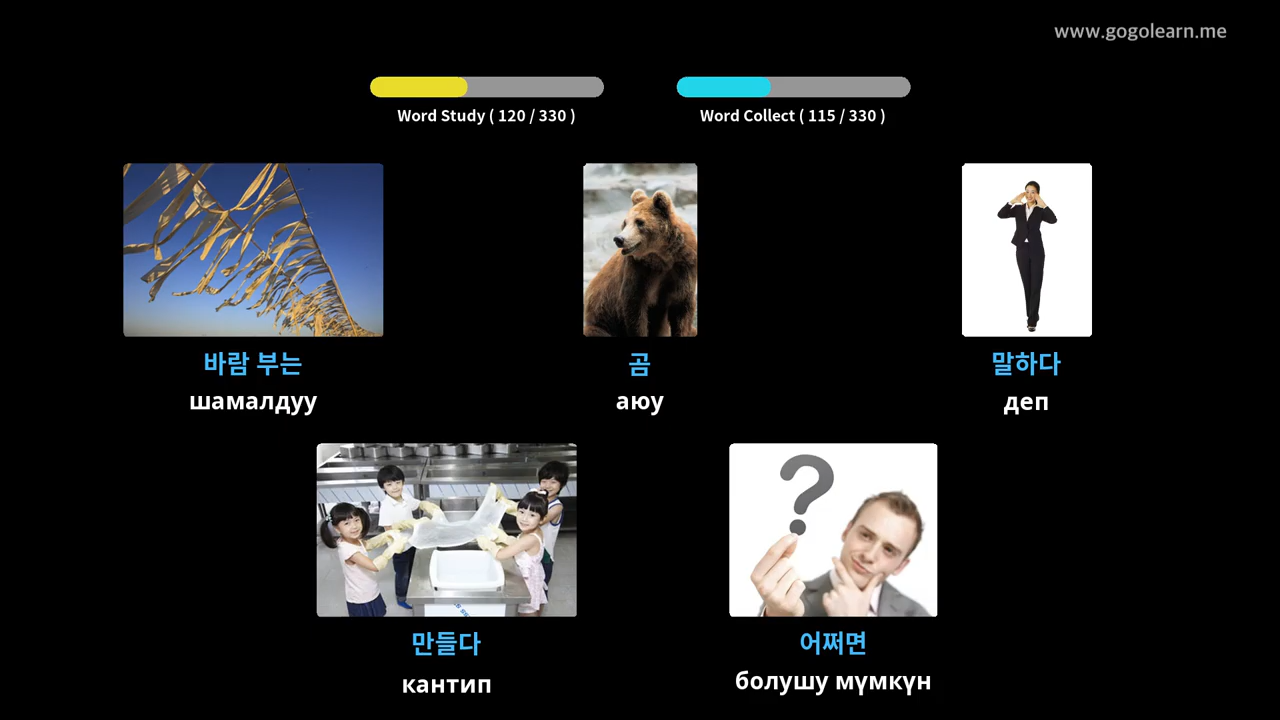 www.gogolearn.me
Word Study ( 120 / 330 )
Word Collect ( 115 / 330 )
바람 부는
шамалдуу
곰
аюу
말하다
деп
만들다
кантип
어쩌면
болушу мүмкүн